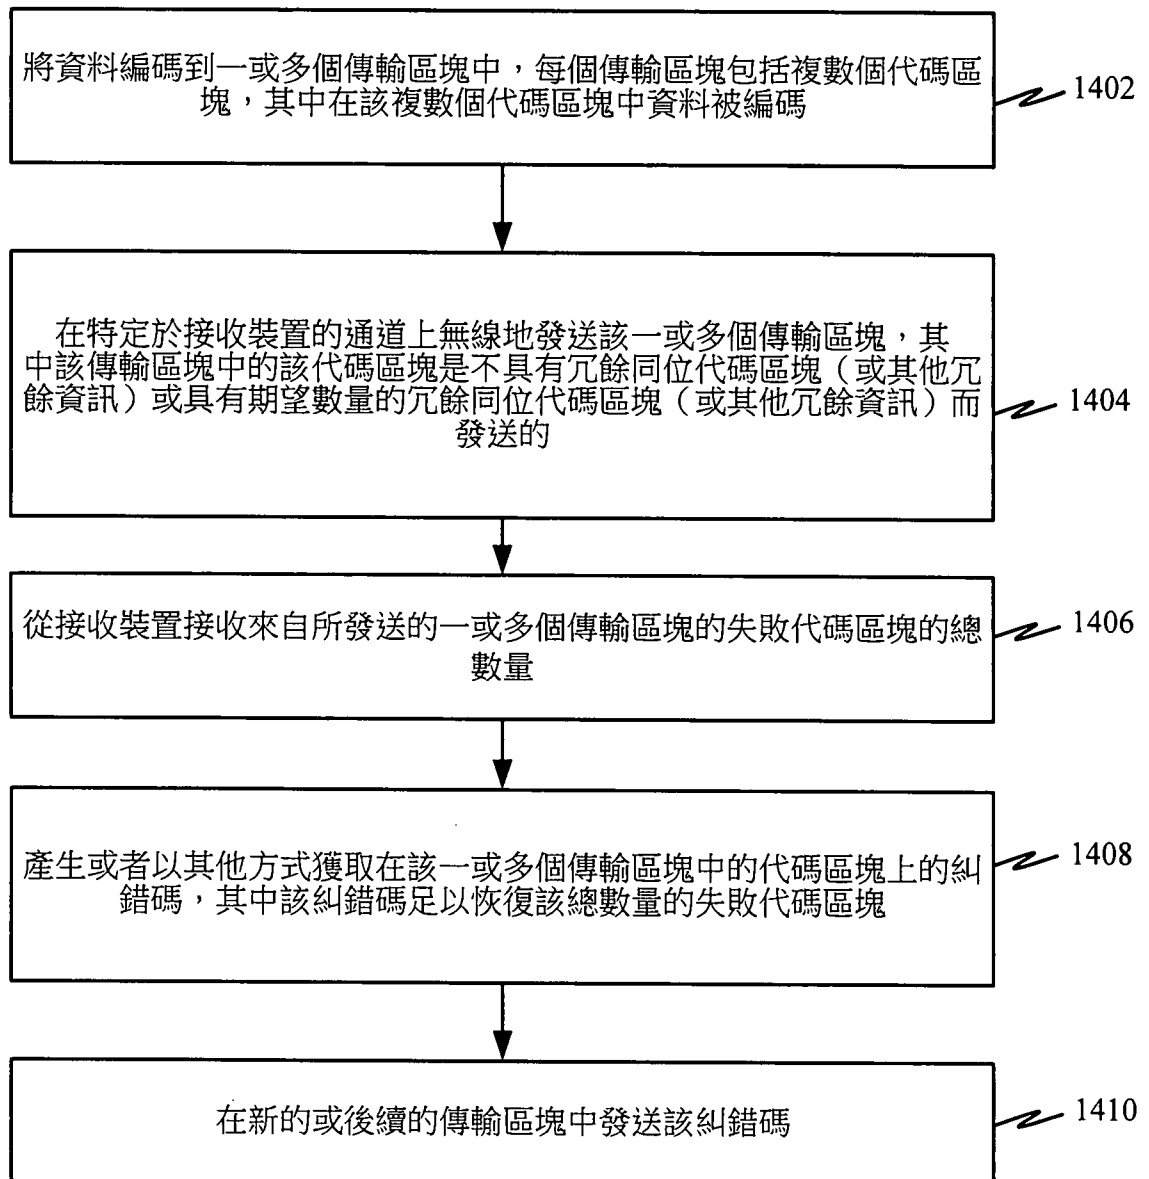 將資料編碼到一或多個傳輸區塊中，每個傳輸區塊包括複數個代碼區
塊，其中在該複數個代碼區塊中資料被編碼
1402
在特定於接收裝置的通道上無線地發送該一或多個傳輸區塊，其
中該傳輸區塊中的該代碼區塊是不具有冗餘同位代碼區塊（或其他冗
餘資訊）或具有期望數量的冗餘同位代碼區塊（或其他冗餘資訊）而
發送的
1404
從接收裝置接收來自所發送的一或多個傳輸區塊的失敗代碼區塊的總
數量
1406
產生或者以其他方式獲取在該一或多個傳輸區塊中的代碼區塊上的糾
錯碼，其中該糾錯碼足以恢復該總數量的失敗代碼區塊
1408
在新的或後續的傳輸區塊中發送該糾錯碼
1410